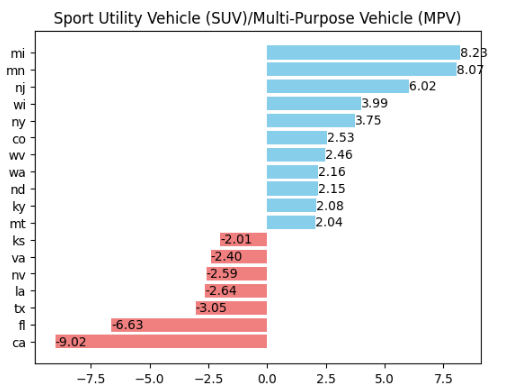 Sport Utility Vehicle (SUV)/Multi-Purpose Vehicle (MPV)
mi 8.23
mn 8.07
nj 6.02
wi 3.99
ny 3.75
co 2.53
wv 2.46
wa 2.16
nd 2.15
ky 2.08
mt 2.04
ks -2.01
va -2.40
nv -2.59
la -2.64
tx -3.05
fl -6.63
ca -9.02
−7.5 −5.0 −2.5 0.0 2.5 5.0 7.5